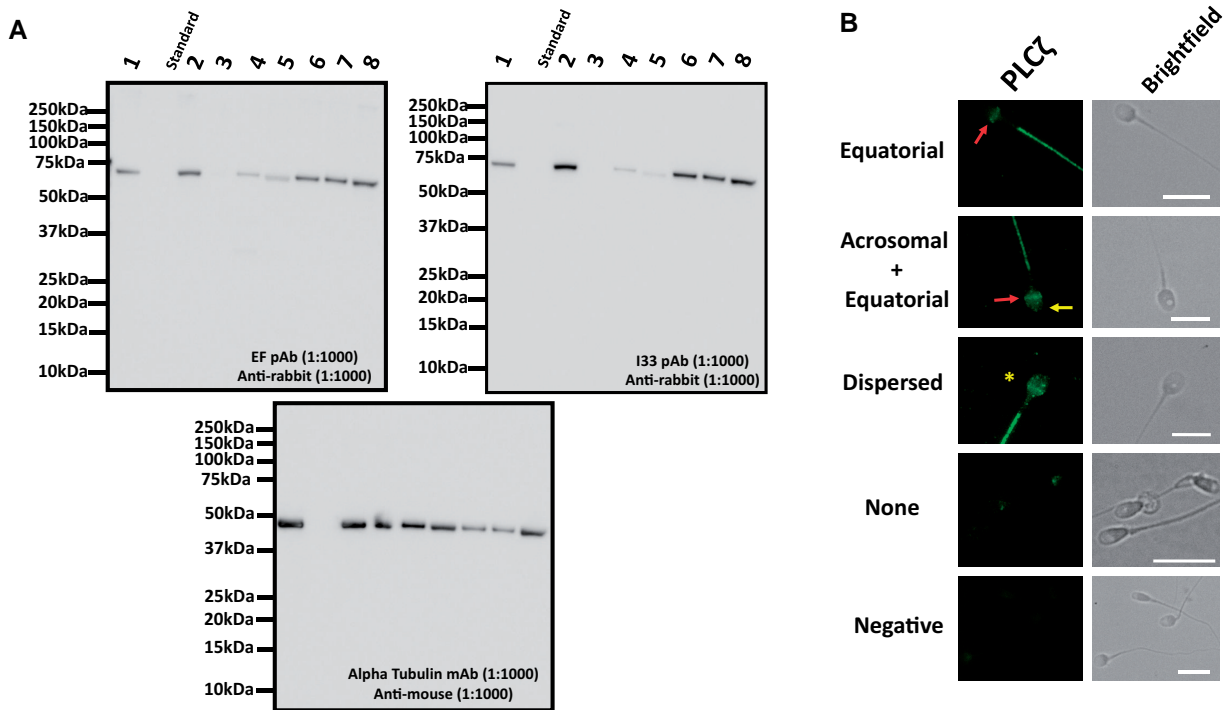 A
1 Standard 2 3 4 5 6 7 8
250kDa
150kDa
100kDa
75kDa
50kDa
37kDa
25kDa
20kDa
15kDa
10kDa
EF pAb (1:1000)
Anti-rabbit (1:1000)
1 Standard 2 3 4 5 6 7 8
250kDa
150kDa
100kDa
75kDa
50kDa
37kDa
25kDa
20kDa
15kDa
10kDa
I33 pAb (1:1000)
Anti-rabbit (1:1000)
250kDa
150kDa
100kDa
75kDa
50kDa
37kDa
25kDa
20kDa
15kDa
10kDa
Alpha Tubulin mAb (1:1000)
Anti-mouse (1:1000)
B
PLCζ
Brightfield
Equatorial
Acrosomal
+
Equatorial
Dispersed
*
None
Negative